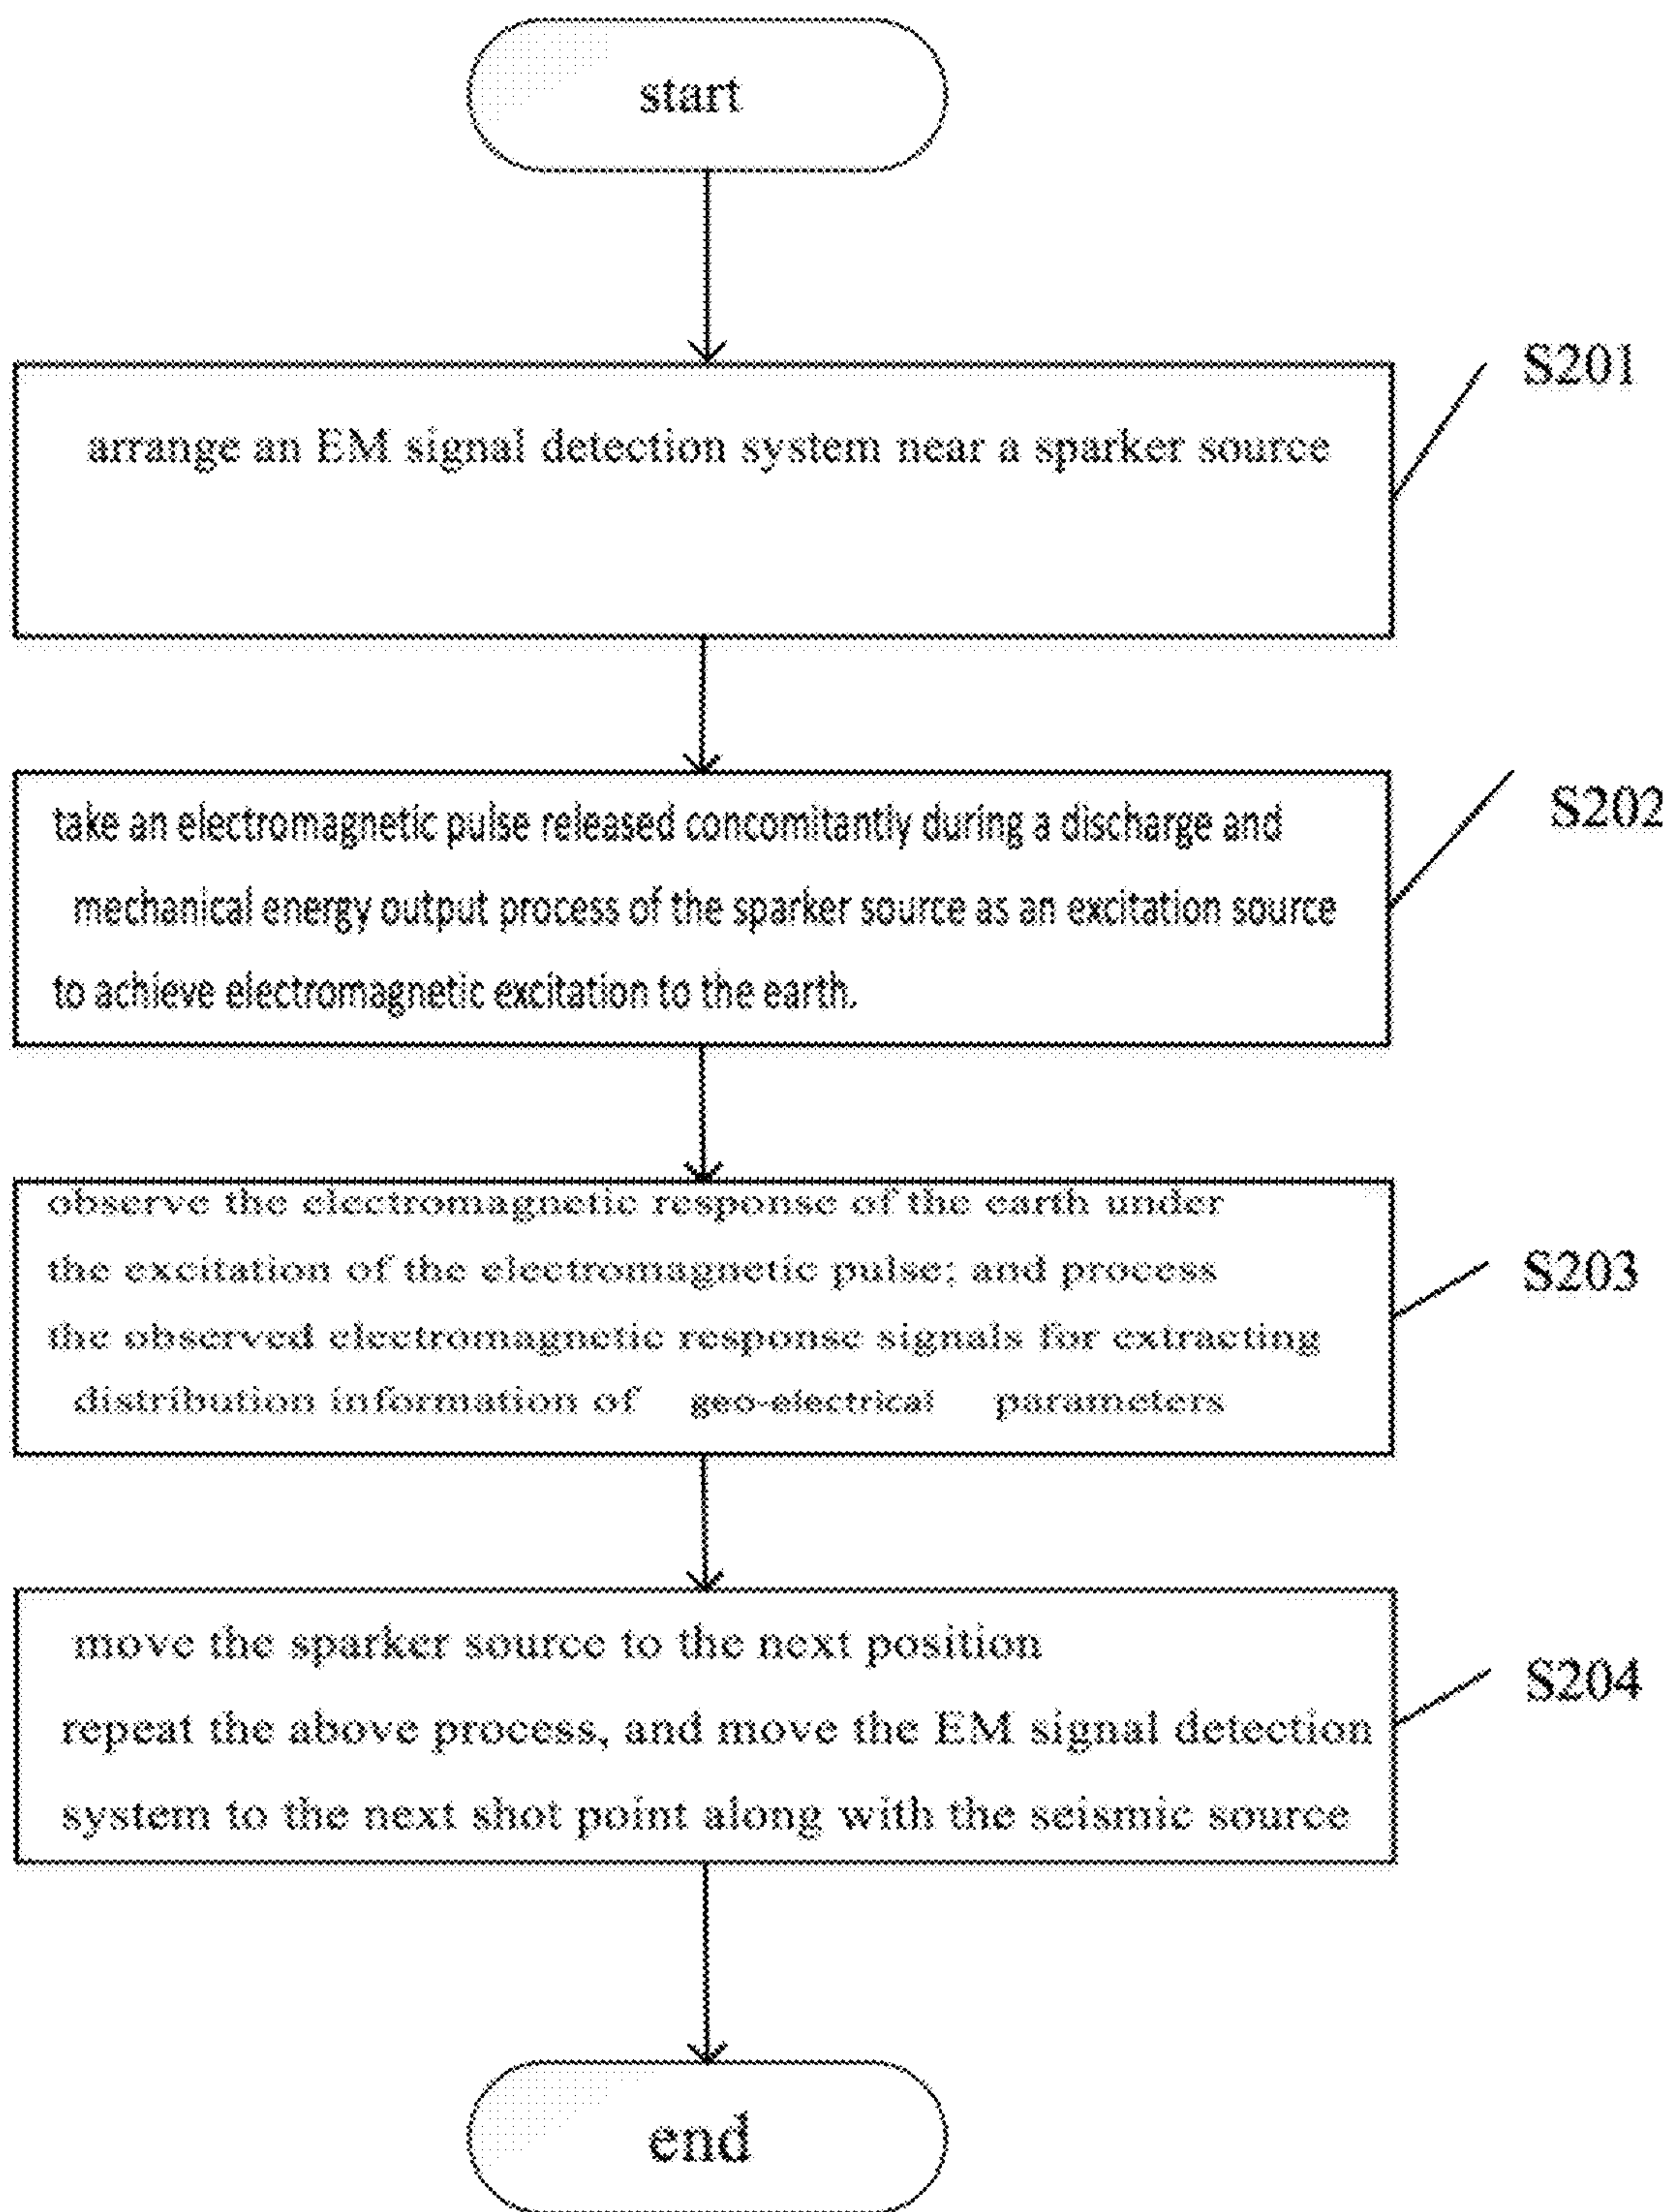 start
S201
arrange an EM signal detection system near a sparker source
S202
take an electromagnetic pulse released concomitantly during a discharge and
mechanical energy output process of the sparker source as an excitation source
to achieve electromagnetic excitation to the earth.
S203
observe the electromagnetic response of the earth under
the excitation of the electromagnetic pulse; and process
the observed electromagnetic response signals for extracting
distribution information of geo-electrical parameters
S204
move the sparker source to the next position
repeat the above process, and move the EM signal detection
system to the next shot point along with the seismic source
end